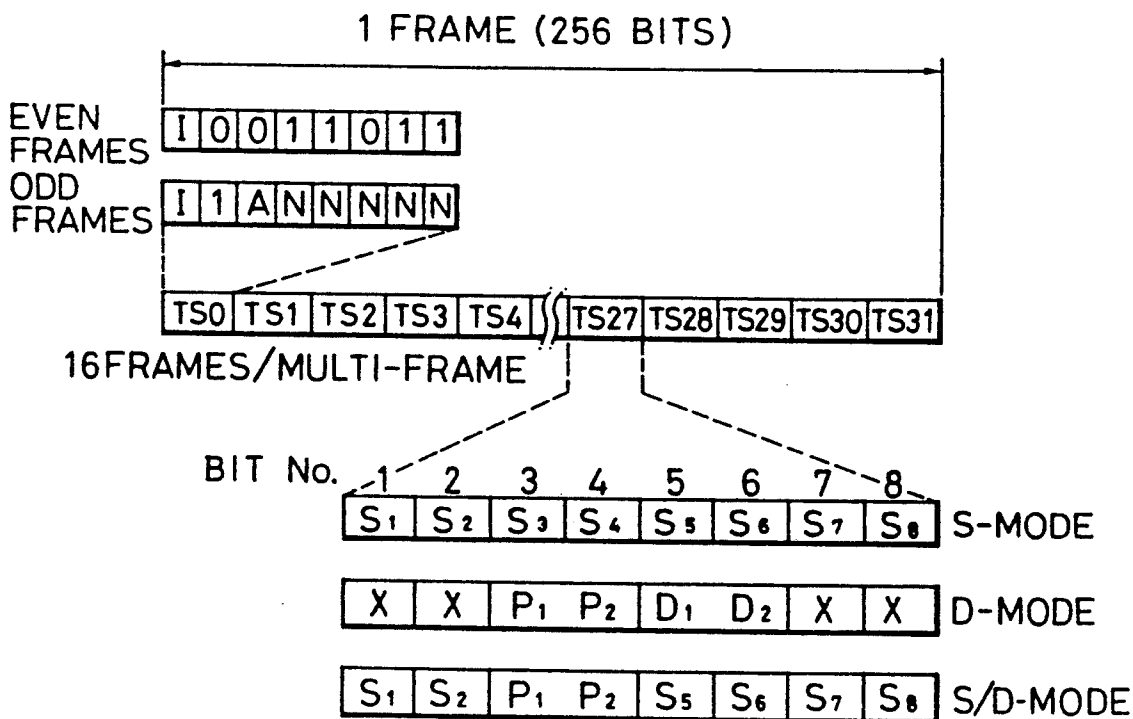 1 FRAME (256 BITS)
EVEN FRAMES I 0 0 1 1 0 1 1
ODD FRAMES I 1 A N N N N N
TS0 TS1 TS2 TS3 TS4 TS27 TS28 TS29 TS30 TS31
16 FRAMES/MULTI-FRAME
BIT No. 1 2 3 4 5 6 7 8
S1 S2 S3 S4 S5 S6 S7 S8 S-MODE
X X P1 P2 D1 D2 X X D-MODE
S1 S2 P1 P2 S5 S6 S7 S8 S/D-MODE